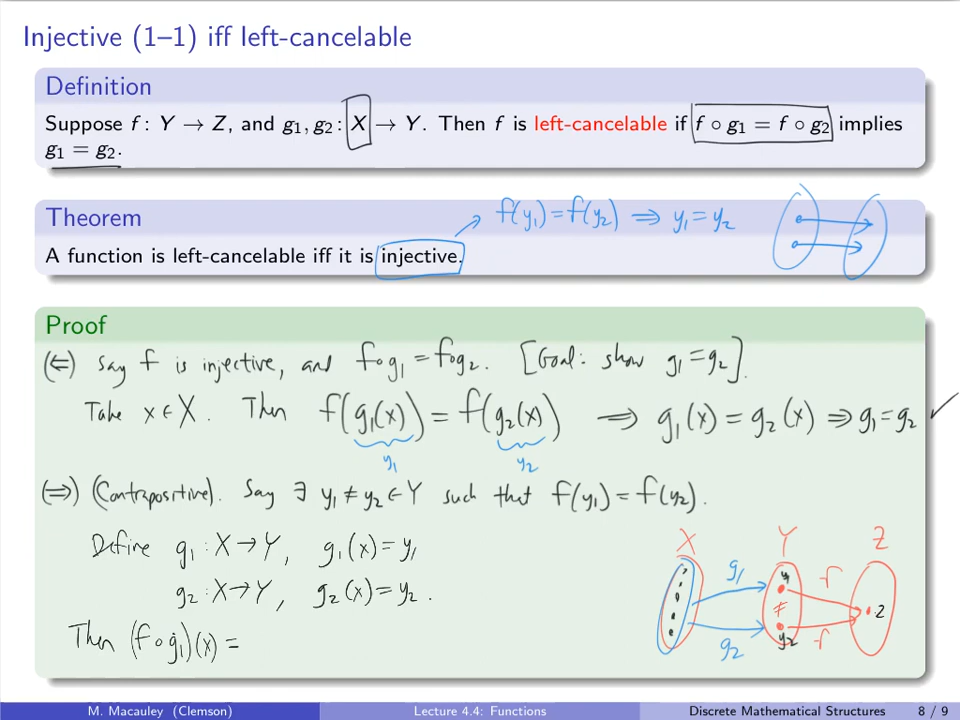 Injective (1–1) iff left-cancelable
Definition
Suppose f : Y → Z, and g₁, g₂ : X → Y. Then f is left-cancelable if f ∘ g₁ = f ∘ g₂ implies
g₁ = g₂.
Theorem
f(y₁) = f(y₂) ⟹ y₁ = y₂
A function is left-cancelable iff it is injective.
Proof
(⇐) Say f is injective, and f∘g₁ = f∘g₂. [Goal: show g₁ = g₂].
Take x ∈ X. Then f(g₁(x)) = f(g₂(x)) ⟹ g₁(x) = g₂(x) ⟹ g₁ = g₂ ✓
y₁ y₂
(⟹) (Contrapositive). Say ∃ y₁ ≠ y₂ ∈ Y such that f(y₁) = f(y₂).
Define g₁ : X → Y, g₁(x) = y₁
g₂ : X → Y, g₂(x) = y₂.
Then (f∘g₁)(x) =
X Y Z
g₁ y₁ f
≠ z
g₂ y₂ f
M. Macauley (Clemson) Lecture 4.4: Functions Discrete Mathematical Structures 8 / 9